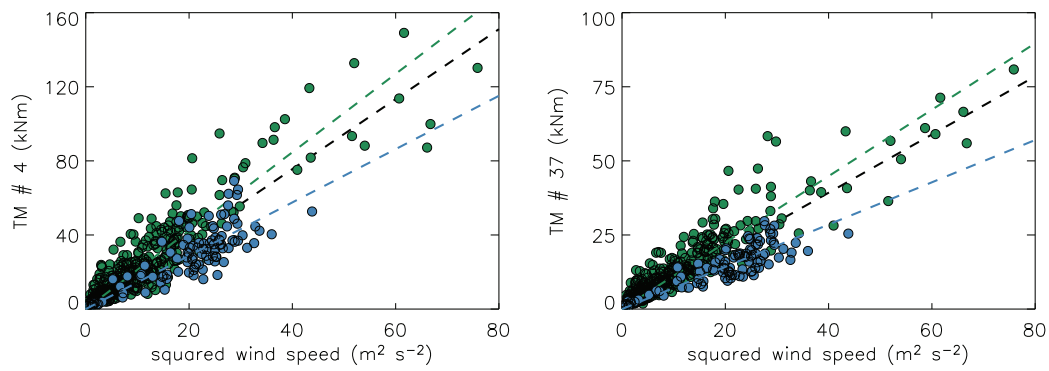 160
120
80
40
0
TM # 4 (kNm)
0 20 40 60 80
squared wind speed (m² s⁻²)
100
75
50
25
0
TM # 37 (kNm)
0 20 40 60 80
squared wind speed (m² s⁻²)